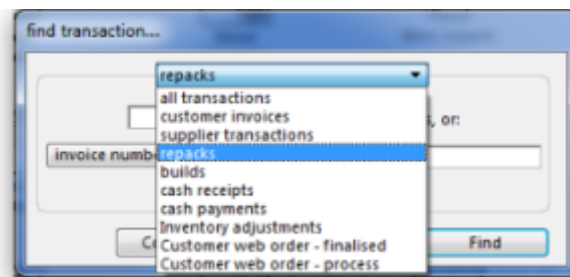 find transaction...
repacks
all transactions
customer invoices
supplier transactions
s, or:
repacks
invoice numb
builds
cash receipts
cash payments
Inventory adjustments
Customer web order - finalised
Find
Customer web order - process